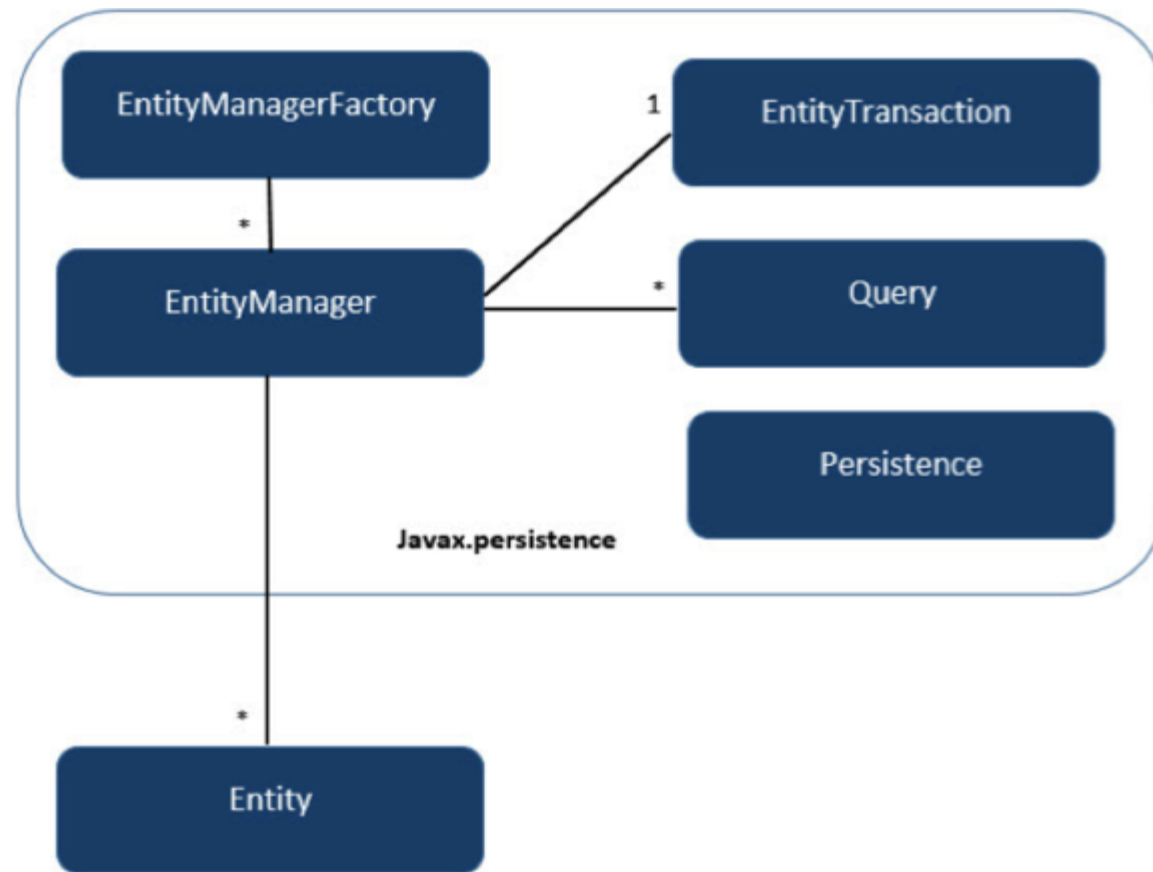 EntityManagerFactory
1
EntityTransaction
*
EntityManager
*
Query
Persistence
Javax.persistence
*
Entity